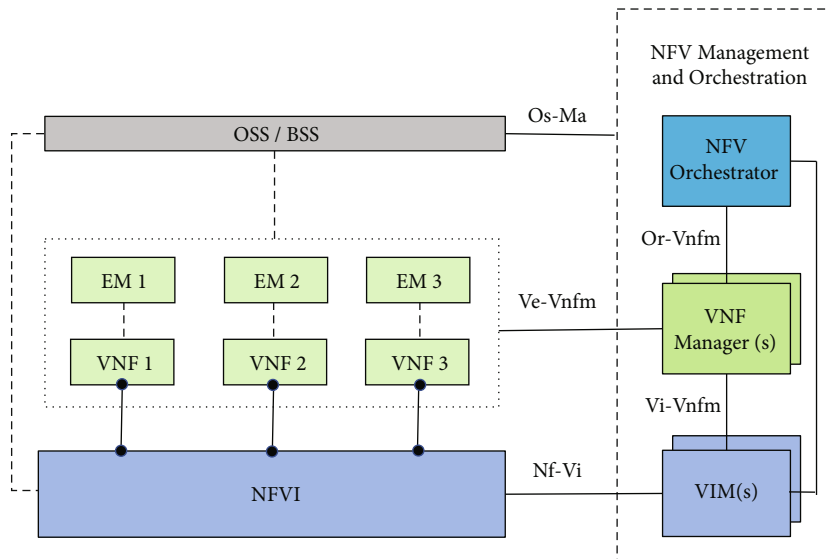 NFV Management
and Orchestration
Os-Ma
OSS / BSS
NFV
Orchestrator
Or-Vnfm
EM 1
EM 2
EM 3
Ve-Vnfm
VNF
Manager (s)
VNF 1
VNF 2
VNF 3
Vi-Vnfm
NFVI
Nf-Vi
VIM(s)